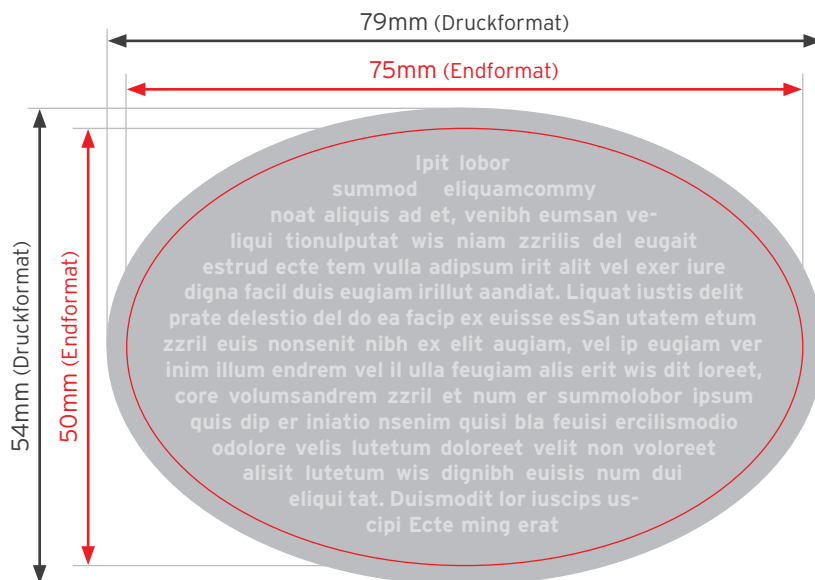 79mm (Druckformat)
75mm (Endformat)
54mm (Druckformat)
50mm (Endformat)
Ipit lobor
summod eliquamcommy
noat aliquis ad et, venibh eumsan ve-
liqui tionulputat wis niam zzrilis del eugait
estrud ecte tem vulla adipsum irit alit vel exer iure
digna facil duis eugiam irillut aandiat. Liquat iustis delit
prate delestio del do ea facip ex euisse esSan utatem etum
zzril euis nonsenit nibh ex elit augiam, vel ip eugiam ver
inim illum endrem vel il ulla feugiam alis erit wis dit loreet,
core volumsandrem zzril et num er summolobor ipsum
quis dip er iniatio nsenim quisi bla feuisi ercilismodio
odolore velis lutetum doloreet velit non voloreet
alisit lutetum wis dignibh euisis num dui
eliqui tat. Duismodit lor iuscips us-
cipi Ecte ming erat